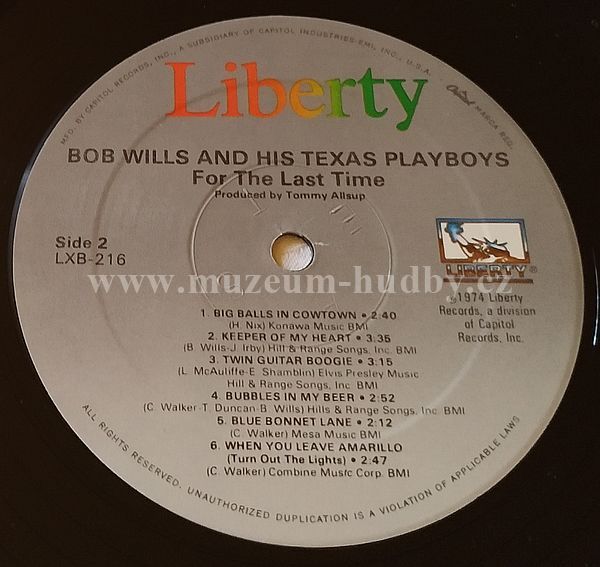 MFD. BY CAPITOL RECORDS, INC., A SUBSIDIARY OF CAPITOL INDUSTRIES-EMI, INC., U.S.A.
Capitol MARCA REG.
Liberty
BOB WILLS AND HIS TEXAS PLAYBOYS
For The Last Time
Produced by Tommy Allsup
Side 2
LXB-216
LIBERTY®
www.muzeum-hudby.cz
℗1974 Liberty
Records, a division
of Capitol
Records, Inc.
1. BIG BALLS IN COWTOWN • 2:40
(H. Nix) Konawa Music BMI
2. KEEPER OF MY HEART • 3:35
(B. Wills-J. Irby) Hill & Range Songs, Inc. BMI
3. TWIN GUITAR BOOGIE • 3:15
(L. McAuliffe-E. Shamblin) Elvis Presley Music
Hill & Range Songs, Inc. BMI
4. BUBBLES IN MY BEER • 2:52
(C. Walker-T. Duncan-B. Wills) Hills & Range Songs, Inc. BMI
5. BLUE BONNET LANE • 2:12
(C. Walker) Mesa Music BMI
6. WHEN YOU LEAVE AMARILLO
(Turn Out The Lights) • 2:47
(C. Walker) Combine Music Corp. BMI
ALL RIGHTS RESERVED. UNAUTHORIZED DUPLICATION IS A VIOLATION OF APPLICABLE LAWS